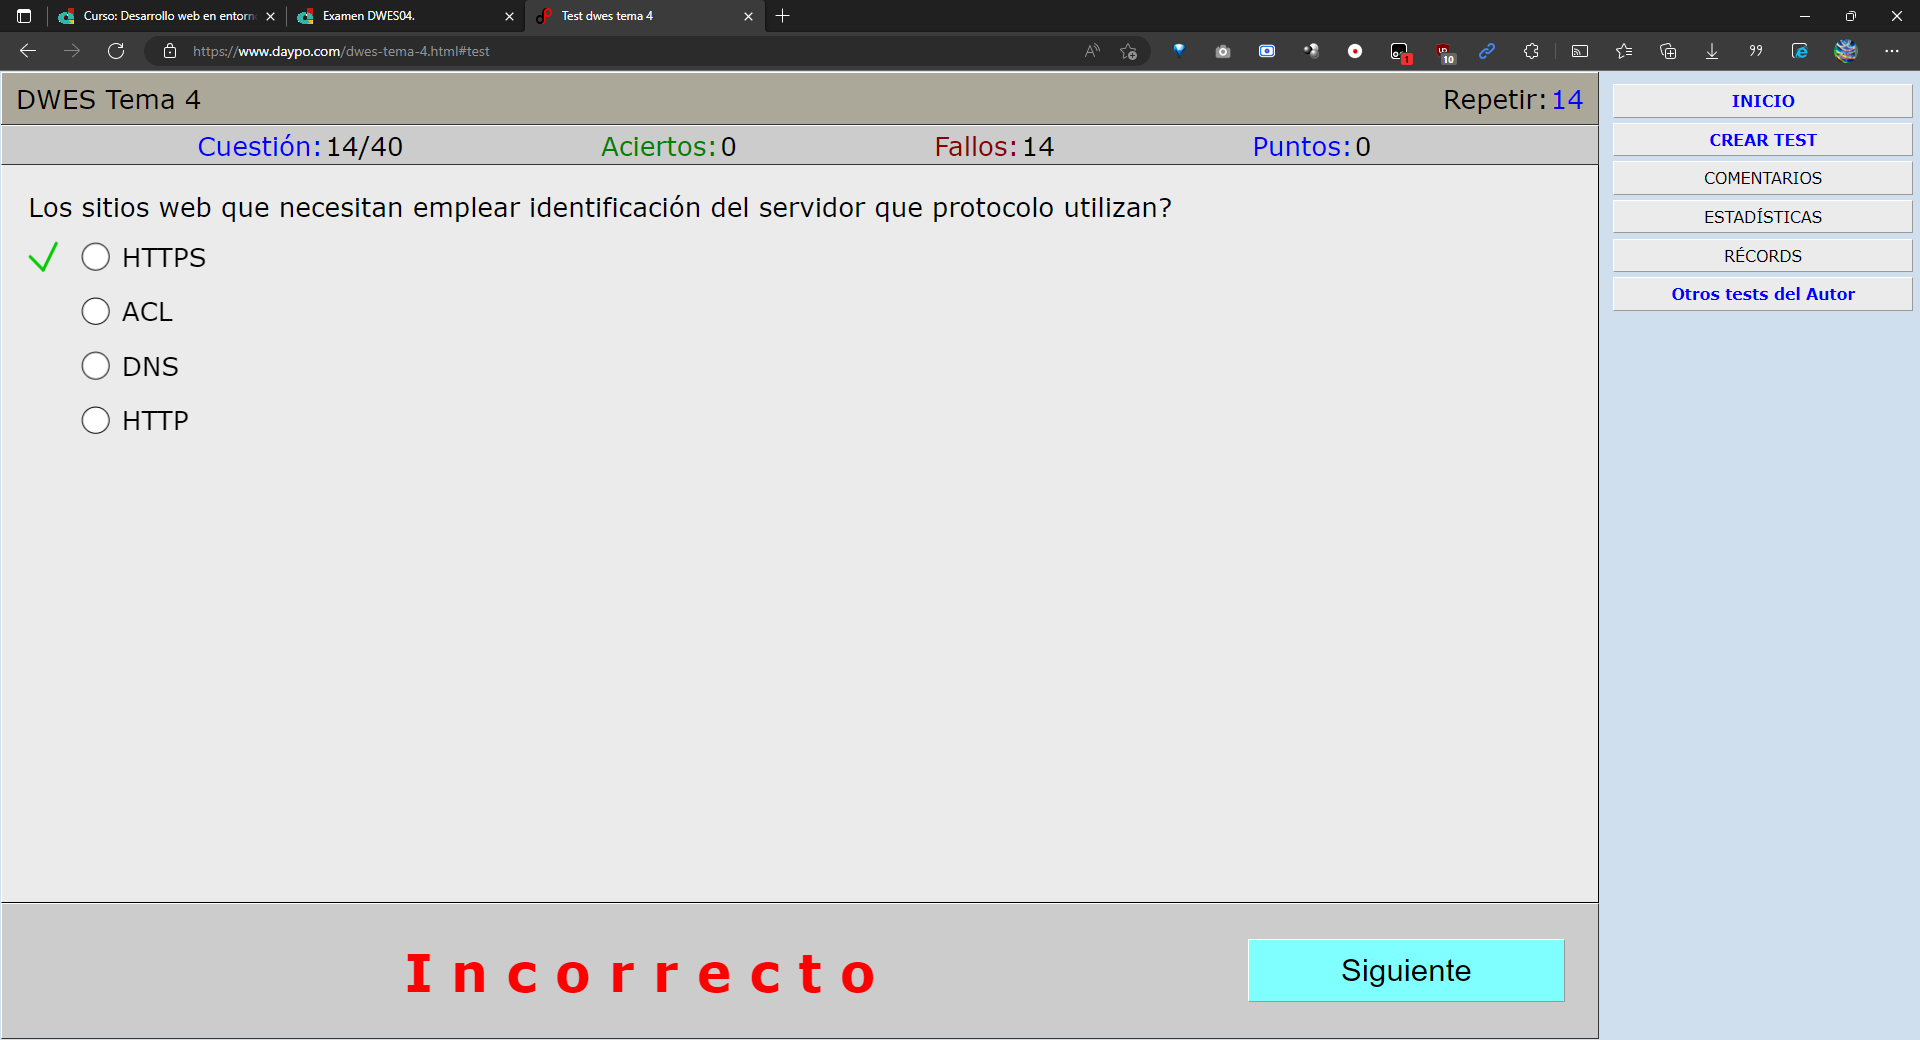 Curso: Desarrollo web en entorn
Examen DWES04.
Test dwes tema 4
https://www.daypo.com/dwes-tema-4.html#test
1
10
DWES Tema 4
Repetir: 14
Cuestión: 14/40
Aciertos: 0
Fallos: 14
Puntos: 0
Los sitios web que necesitan emplear identificación del servidor que protocolo utilizan?
HTTPS
ACL
DNS
HTTP
Incorrecto
Siguiente
INICIO
CREAR TEST
COMENTARIOS
ESTADÍSTICAS
RÉCORDS
Otros tests del Autor